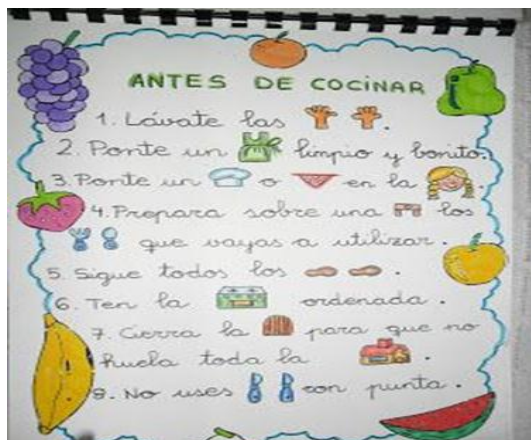 ANTES DE COCINAR
1. Lávate las .
2. Ponte un limpio y bonito.
3. Ponte un o en la .
4. Prepara sobre una los
que vayas a utilizar.
5. Sigue todos los .
6. Ten la ordenada.
7. Cierra la para que no
huela toda la .
8. No uses con punta.